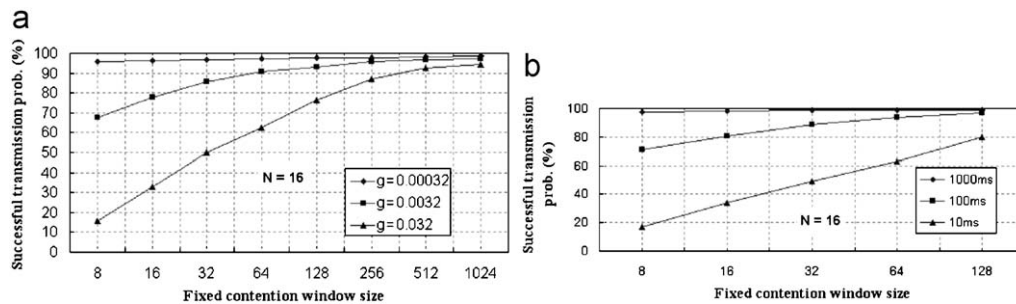 a
Successful transmission prob. (%)
100
90
80
70
60
50
40
30
20
10
0
N = 16
g=0.00032
g=0.0032
g=0.032
8 16 32 64 128 256 512 1024
Fixed contention window size
b
Successful transmission
prob. (%)
100
80
60
40
20
0
N = 16
1000ms
100ms
10ms
8 16 32 64 128
Fixed contention window size